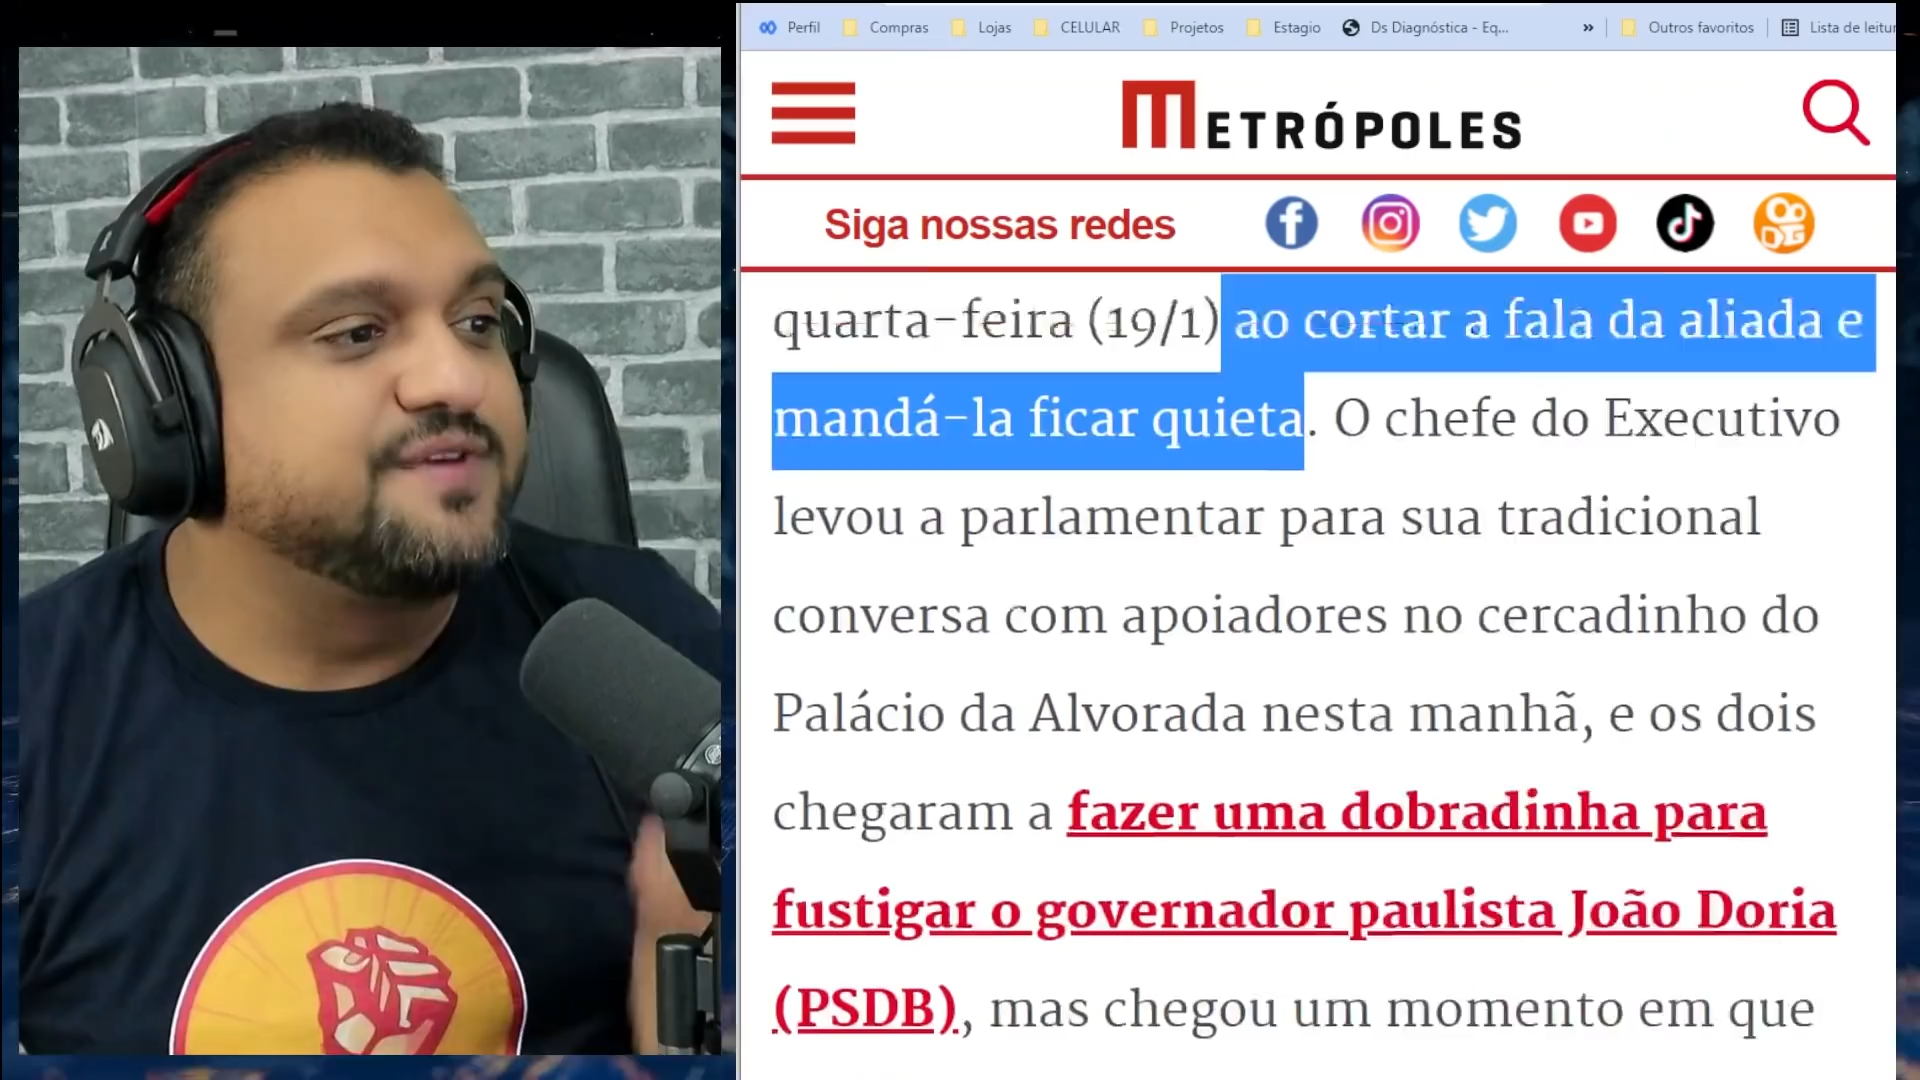 Perfil Compras Lojas CELULAR Projetos Estagio Ds Diagnóstica - Eq... » Outros favoritos Lista de leitur
METRÓPOLES
Siga nossas redes
quarta-feira (19/1) ao cortar a fala da aliada e
mandá-la ficar quieta. O chefe do Executivo
levou a parlamentar para sua tradicional
conversa com apoiadores no cercadinho do
Palácio da Alvorada nesta manhã, e os dois
chegaram a fazer uma dobradinha para
fustigar o governador paulista João Doria
(PSDB), mas chegou um momento em que